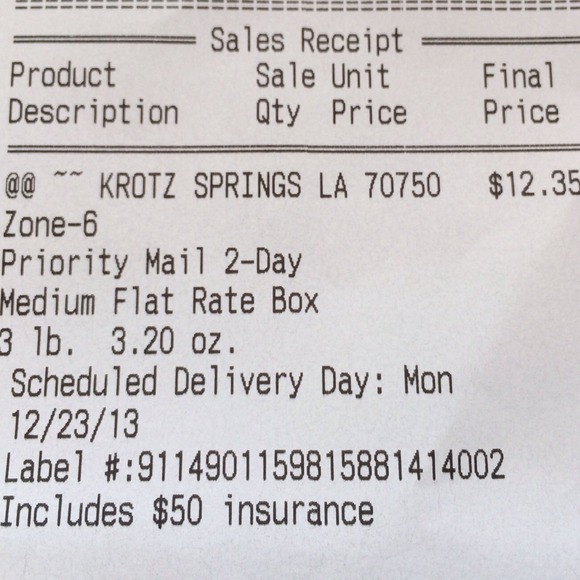 Sales Receipt
Product Sale Unit Final
Description Qty Price Price
@@ ~~ KROTZ SPRINGS LA 70750 $12.35
Zone-6
Priority Mail 2-Day
Medium Flat Rate Box
3 lb. 3.20 oz.
Scheduled Delivery Day: Mon
12/23/13
Label #:9114901159815881414002
Includes $50 insurance